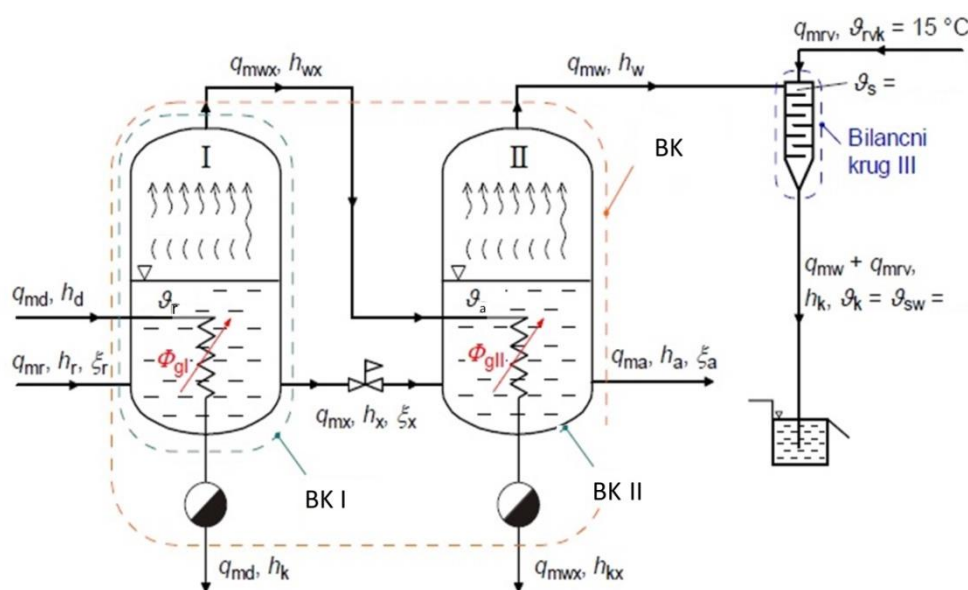 q_mrv, ϑ_rvk = 15 °C
q_mwx, h_wx
q_mw, h_w
ϑ_s =
I
II
BK
Bilancni
krug III
q_md, h_d
ϑ_r
ϑ_a
q_mw + q_mrv,
h_k, ϑ_k = ϑ_sw =
Φ_gI
Φ_gII
q_mr, h_r, ξ_r
q_ma, h_a, ξ_a
q_mx, h_x, ξ_x
BK I
BK II
q_md, h_k
q_mwx, h_kx